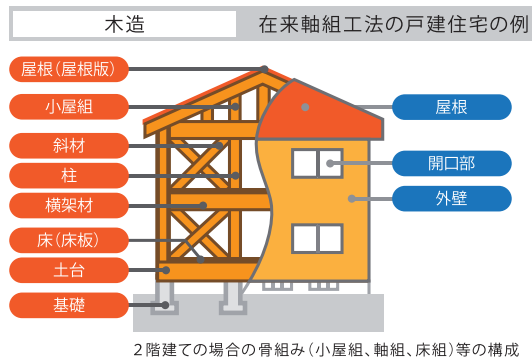 木造
在来軸組工法の戸建住宅の例
屋根（屋根版）
小屋組
斜材
柱
横架材
床（床板）
土台
基礎
屋根
開口部
外壁
2階建ての場合の骨組み（小屋組、軸組、床組）等の構成